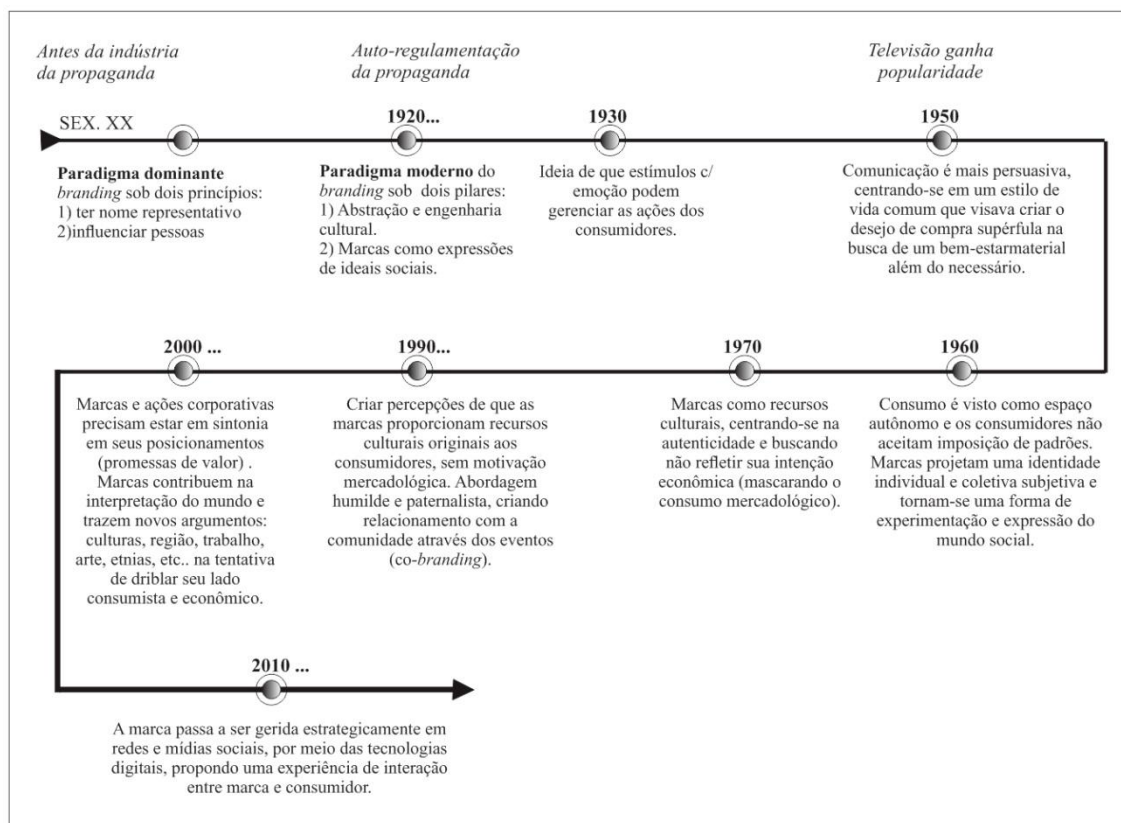 Antes da indústria
da propaganda
Auto-regulamentação
da propaganda
Televisão ganha
popularidade
SEX. XX
Paradigma dominante
branding sob dois princípios:
1) ter nome representativo
2)influenciar pessoas
1920...
Paradigma moderno do
branding sob dois pilares:
1) Abstração e engenharia
cultural.
2) Marcas como expressões
de ideais sociais.
1930
Ideia de que estímulos c/
emoção podem
gerenciar as ações dos
consumidores.
1950
Comunicação é mais persuasiva,
centrando-se em um estilo de
vida comum que visava criar o
desejo de compra supérfula na
busca de um bem-estarmaterial
além do necessário.
1960
Consumo é visto como espaço
autônomo e os consumidores não
aceitam imposição de padrões.
Marcas projetam uma identidade
individual e coletiva subjetiva e
tornam-se uma forma de
experimentação e expressão do
mundo social.
1970
Marcas como recursos
culturais, centrando-se na
autenticidade e buscando
não refletir sua intenção
econômica (mascarando o
consumo mercadológico).
1990...
Criar percepções de que as
marcas proporcionam recursos
culturais originais aos
consumidores, sem motivação
mercadológica. Abordagem
humilde e paternalista, criando
relacionamento com a
comunidade através dos eventos
(co-branding).
2000 ...
Marcas e ações corporativas
precisam estar em sintonia
em seus posicionamentos
(promessas de valor) .
Marcas contribuem na
interpretação do mundo e
trazem novos argumentos:
culturas, região, trabalho,
arte, etnias, etc.. na tentativa
de driblar seu lado
consumista e econômico.
2010 ...
A marca passa a ser gerida estrategicamente em
redes e mídias sociais, por meio das tecnologias
digitais, propondo uma experiência de interação
entre marca e consumidor.